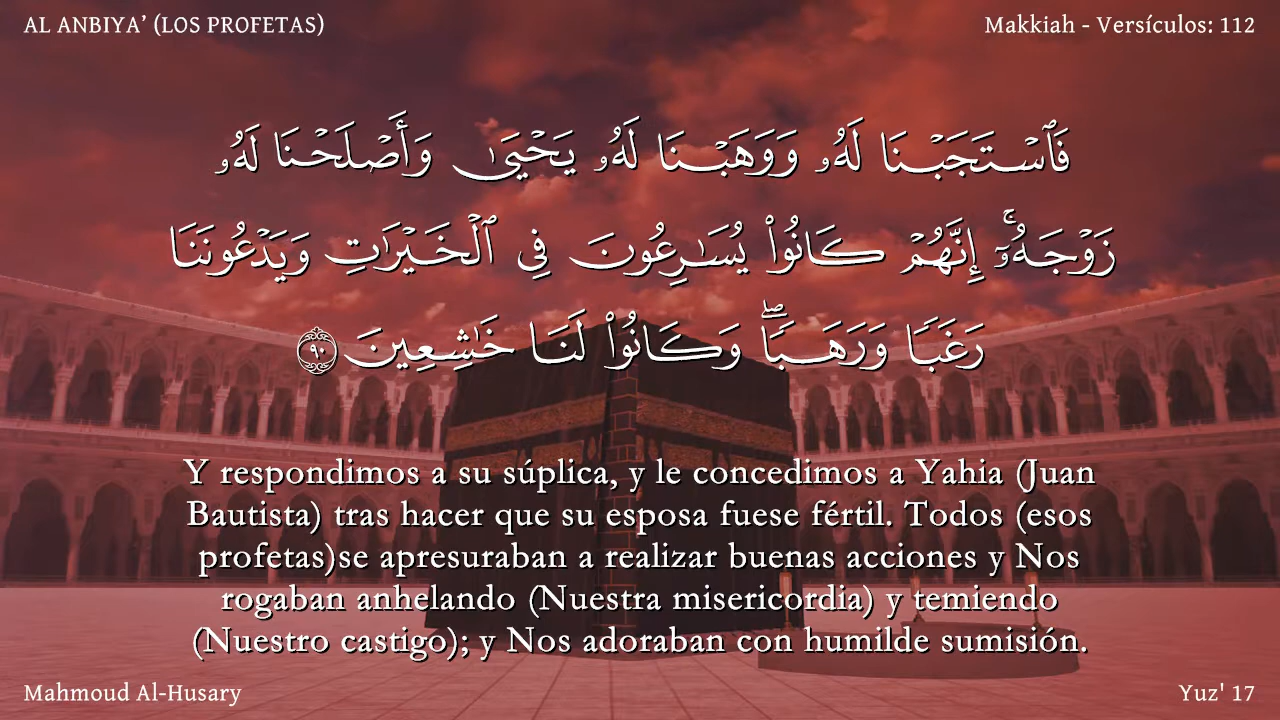 AL ANBIYA’ (LOS PROFETAS)
Makkiah - Versículos: 112
فَٱسْتَجَبْنَا لَهُۥ وَوَهَبْنَا لَهُۥ يَحْيَىٰ وَأَصْلَحْنَا لَهُۥ
زَوْجَهُۥٓ ۚ إِنَّهُمْ كَانُوا۟ يُسَـٰرِعُونَ فِى ٱلْخَيْرَٰتِ وَيَدْعُونَنَا
رَغَبًا وَرَهَبًا ۖ وَكَانُوا۟ لَنَا خَـٰشِعِينَ ٩٠
Y respondimos a su súplica, y le concedimos a Yahia (Juan
Bautista) tras hacer que su esposa fuese fértil. Todos (esos
profetas)se apresuraban a realizar buenas acciones y Nos
rogaban anhelando (Nuestra misericordia) y temiendo
(Nuestro castigo); y Nos adoraban con humilde sumisión.
Mahmoud Al-Husary
Yuz' 17